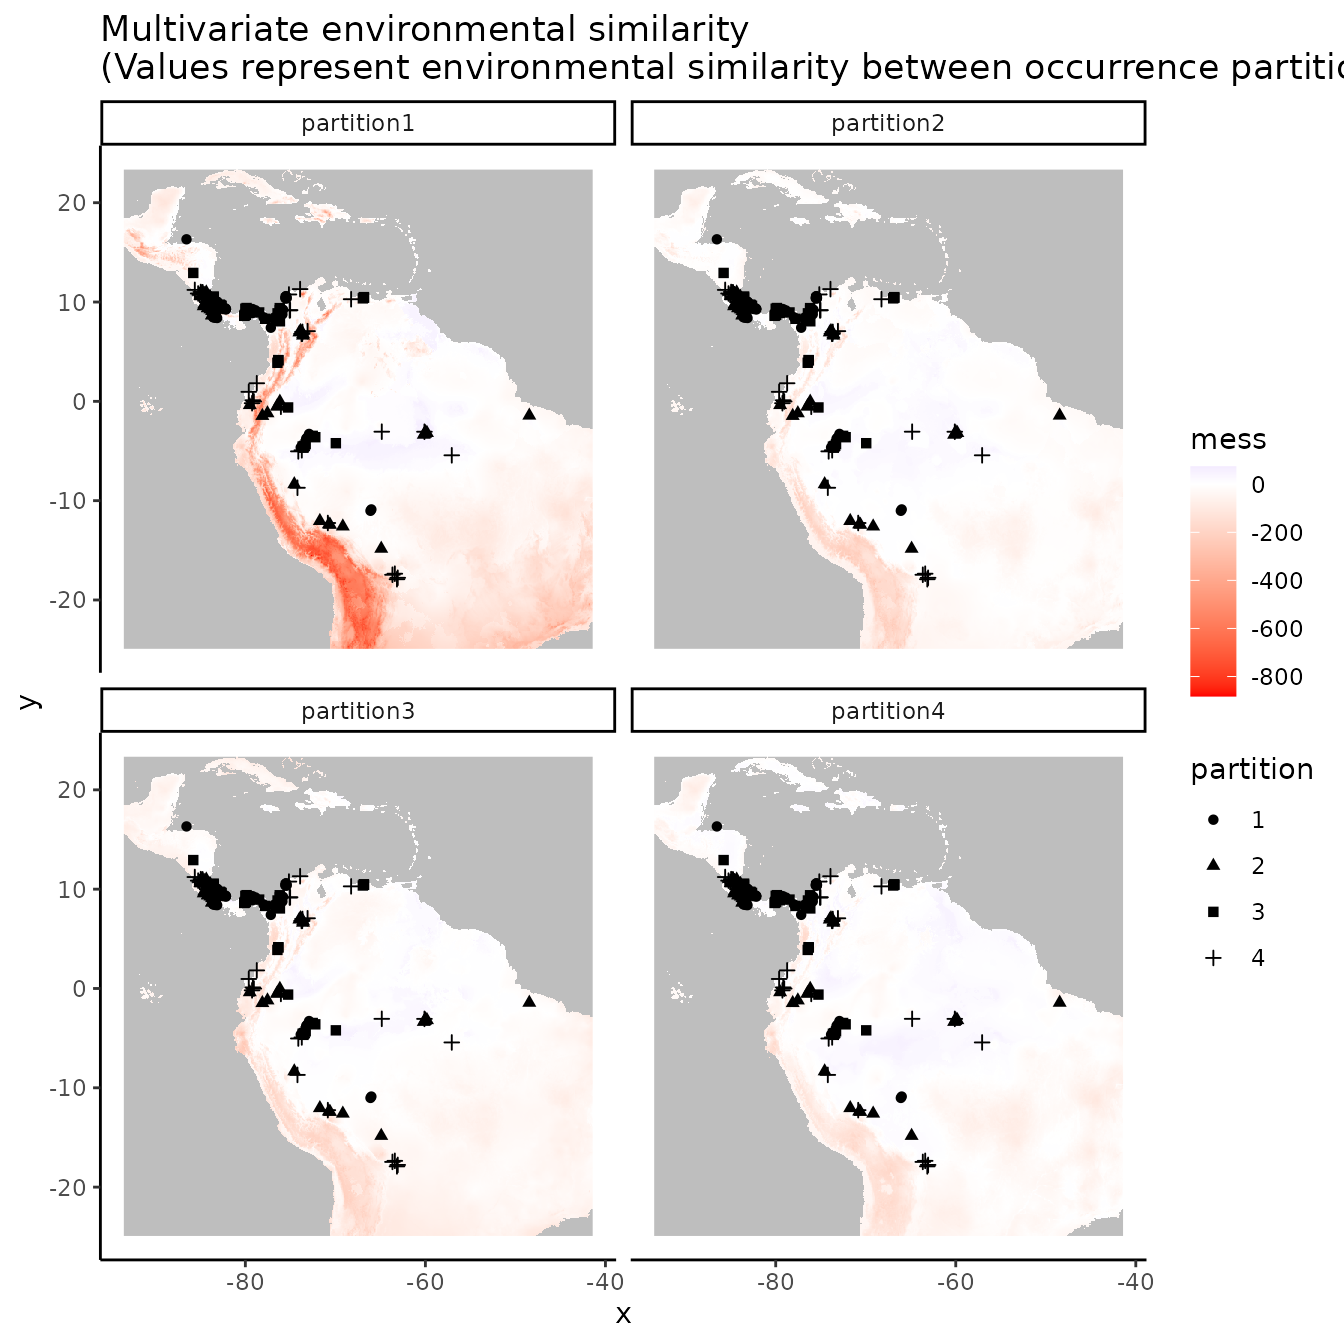 Multivariate environmental similarity
(Values represent environmental similarity between occurrence
partition1
partition2
20
10
0
-10
-20
mess
0
-200
-400
-600
-800
y
partition3
partition4
20
10
0
-10
-20
partition
1
2
3
4
-80
-60
-40
-80
-60
-40
x